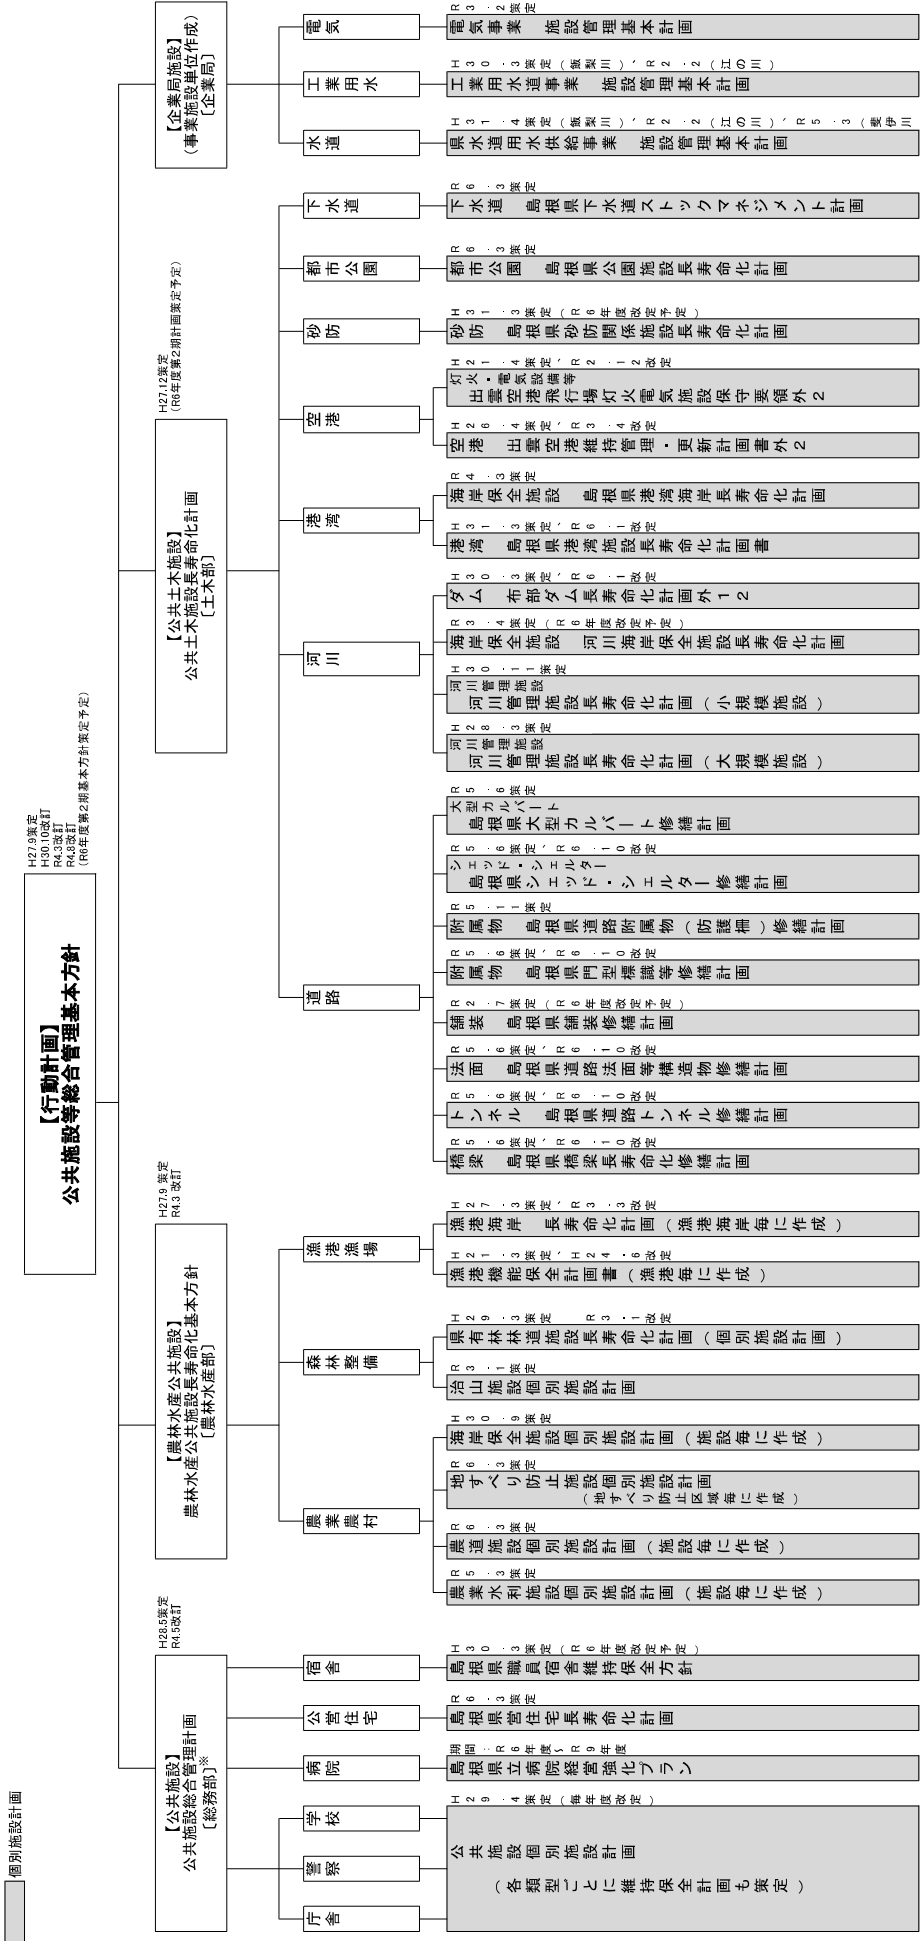 個別施設計画
【行動計画】
公共施設等総合管理基本方針
H27.9策定
H30.10改訂
R4.3改訂
R4.8改訂
(R6年度第2期基本方針策定予定)
【公共施設】
公共施設総合管理計画
[総務部]※
H28.5策定
R4.5改訂
庁舎
警察
学校
公共施設個別施設計画
(各類型ごとに維持保全計画も策定)
H29.4策定(毎年度改定)
病院
島根県立病院経営強化プラン
期間:R6年度~R9年度
公営住宅
島根県営住宅長寿命化計画
R6.3策定
宿舎
島根県職員宿舎維持保全方針
H30.3策定(R6年度改定予定)
【農林水産公共施設】
農林水産公共施設長寿命化基本方針
[農林水産部]
H27.9 策定
R4.3 改訂
農業農村
農業水利施設個別施設計画(施設毎に作成)
R5.3策定
農道施設個別施設計画(施設毎に作成)
R6.3策定
地すべり防止施設個別施設計画
(地すべり防止区域毎に作成)
R6.3策定
海岸保全施設個別施設計画(施設毎に作成)
H30.9策定
森林整備
治山施設個別施設計画
R3.1策定
県有林林道施設長寿命化計画(個別施設計画)
H29.3策定 R3.1改定
漁港漁場
漁港機能保全計画書(漁港毎に作成)
H21.3策定、H24.6改定
漁港海岸 長寿命化計画(漁港海岸毎に作成)
H27.3策定、R3.3改定
【公共土木施設】
公共土木施設長寿命化計画
[土木部]
H27.12策定
(R6年度第2期計画策定予定)
道路
橋梁 島根県橋梁長寿命化修繕計画
R5.6策定、R6.10改定
トンネル 島根県道路トンネル修繕計画
R5.6策定、R6.10改定
法面 島根県道路法面等構造物修繕計画
R5.6策定、R6.10改定
舗装 島根県舗装修繕計画
R2.7策定(R6年度改定予定)
附属物 島根県門型標識等修繕計画
R5.6策定、R6.10改定
附属物 島根県道路附属物(防護柵)修繕計画
R5.11策定
シェッド・シェルター
島根県シェッド・シェルター修繕計画
R5.6策定、R6.10改定
大型カルバート
島根県大型カルバート修繕計画
R5.6策定
河川
河川管理施設
河川管理施設長寿命化計画(大規模施設)
H28.3策定
河川管理施設
河川管理施設長寿命化計画(小規模施設)
H30.11策定
海岸保全施設 河川海岸保全施設長寿命化計画
R3.4策定(R6年度改定予定)
ダム 布部ダム長寿命化計画外12
H30.3策定、R6.1改定
港湾
港湾 島根県港湾施設長寿命化計画書
H31.3策定、R6.1改定
海岸保全施設 島根県港湾海岸長寿命化計画
R4.3策定
空港
空港 出雲空港維持管理・更新計画書外2
H26.4策定、R3.4改定
灯火・電気設備等
出雲空港飛行場灯火電気施設保守要領外2
H21.4策定、R2.12改定
砂防
砂防 島根県砂防関係施設長寿命化計画
H31.3策定(R6年度改定予定)
都市公園
都市公園 島根県公園施設長寿命化計画
R6.3策定
下水道
下水道 島根県下水道ストックマネジメント計画
R6.3策定
【企業局施設】
(事業施設単位作成)
[企業局]
水道
県水道用水供給事業 施設管理基本計画
H31.4策定(飯梨川)、R2.2(江の川)、R5.3(斐伊川
工業用水
工業用水道事業 施設管理基本計画
H30.3策定(飯梨川)、R2.2(江の川)
電気
電気事業 施設管理基本計画
R3.2策定